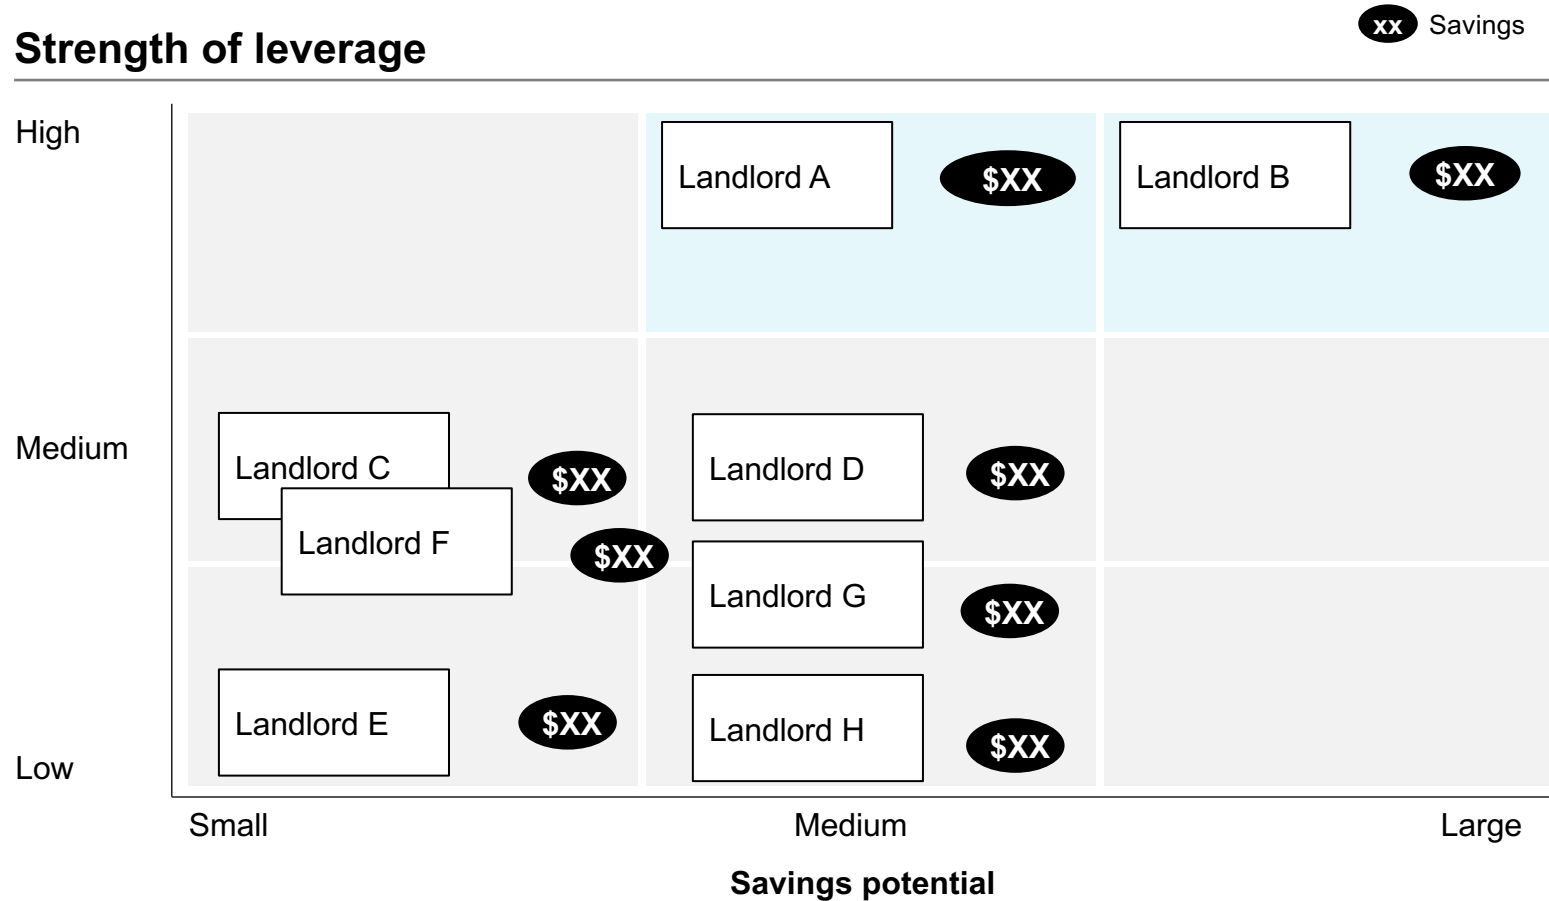 xx Savings
Strength of leverage
High
Landlord A $XX
Landlord B $XX
Medium
Landlord C $XX
Landlord D $XX
Landlord F $XX
Landlord G $XX
Landlord E $XX
Landlord H $XX
Low
Small Medium Large
Savings potential